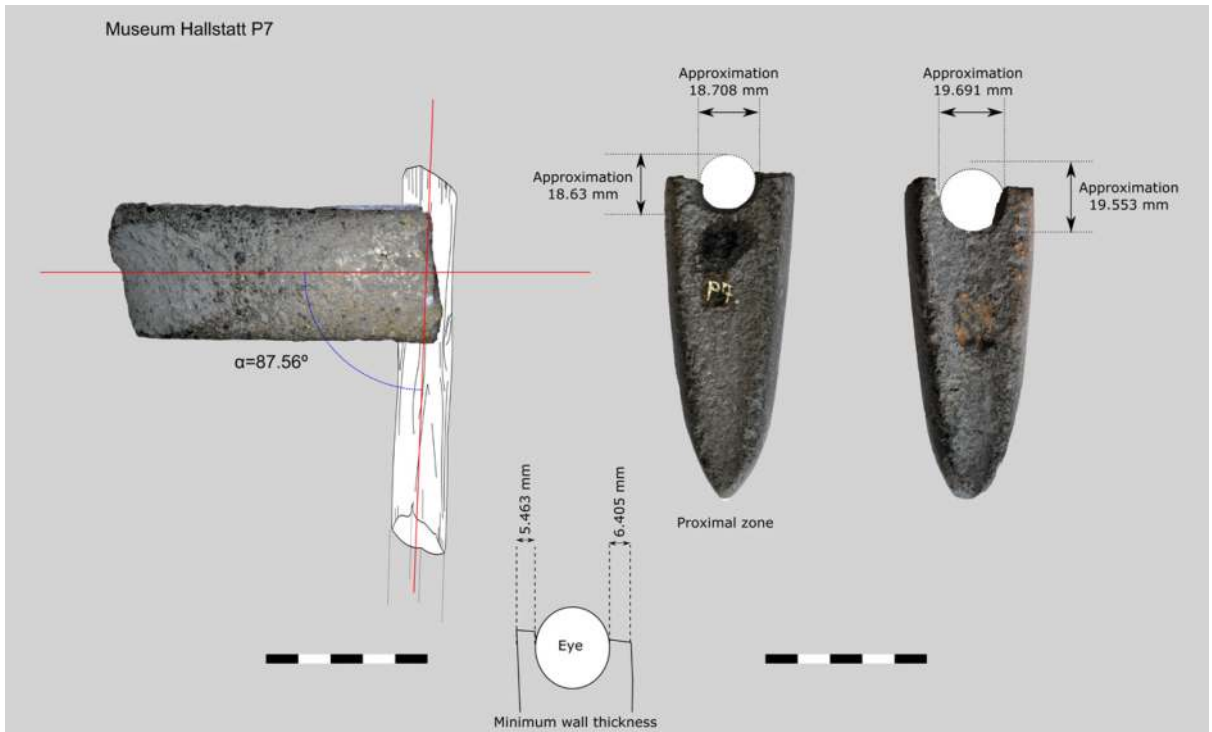 Museum Hallstatt P7
Approximation
18.708 mm
Approximation
19.691 mm
Approximation
18.63 mm
Approximation
19.553 mm
P7.
α=87.56º
Proximal zone
5.463 mm
6.405 mm
Eye
Minimum wall thickness